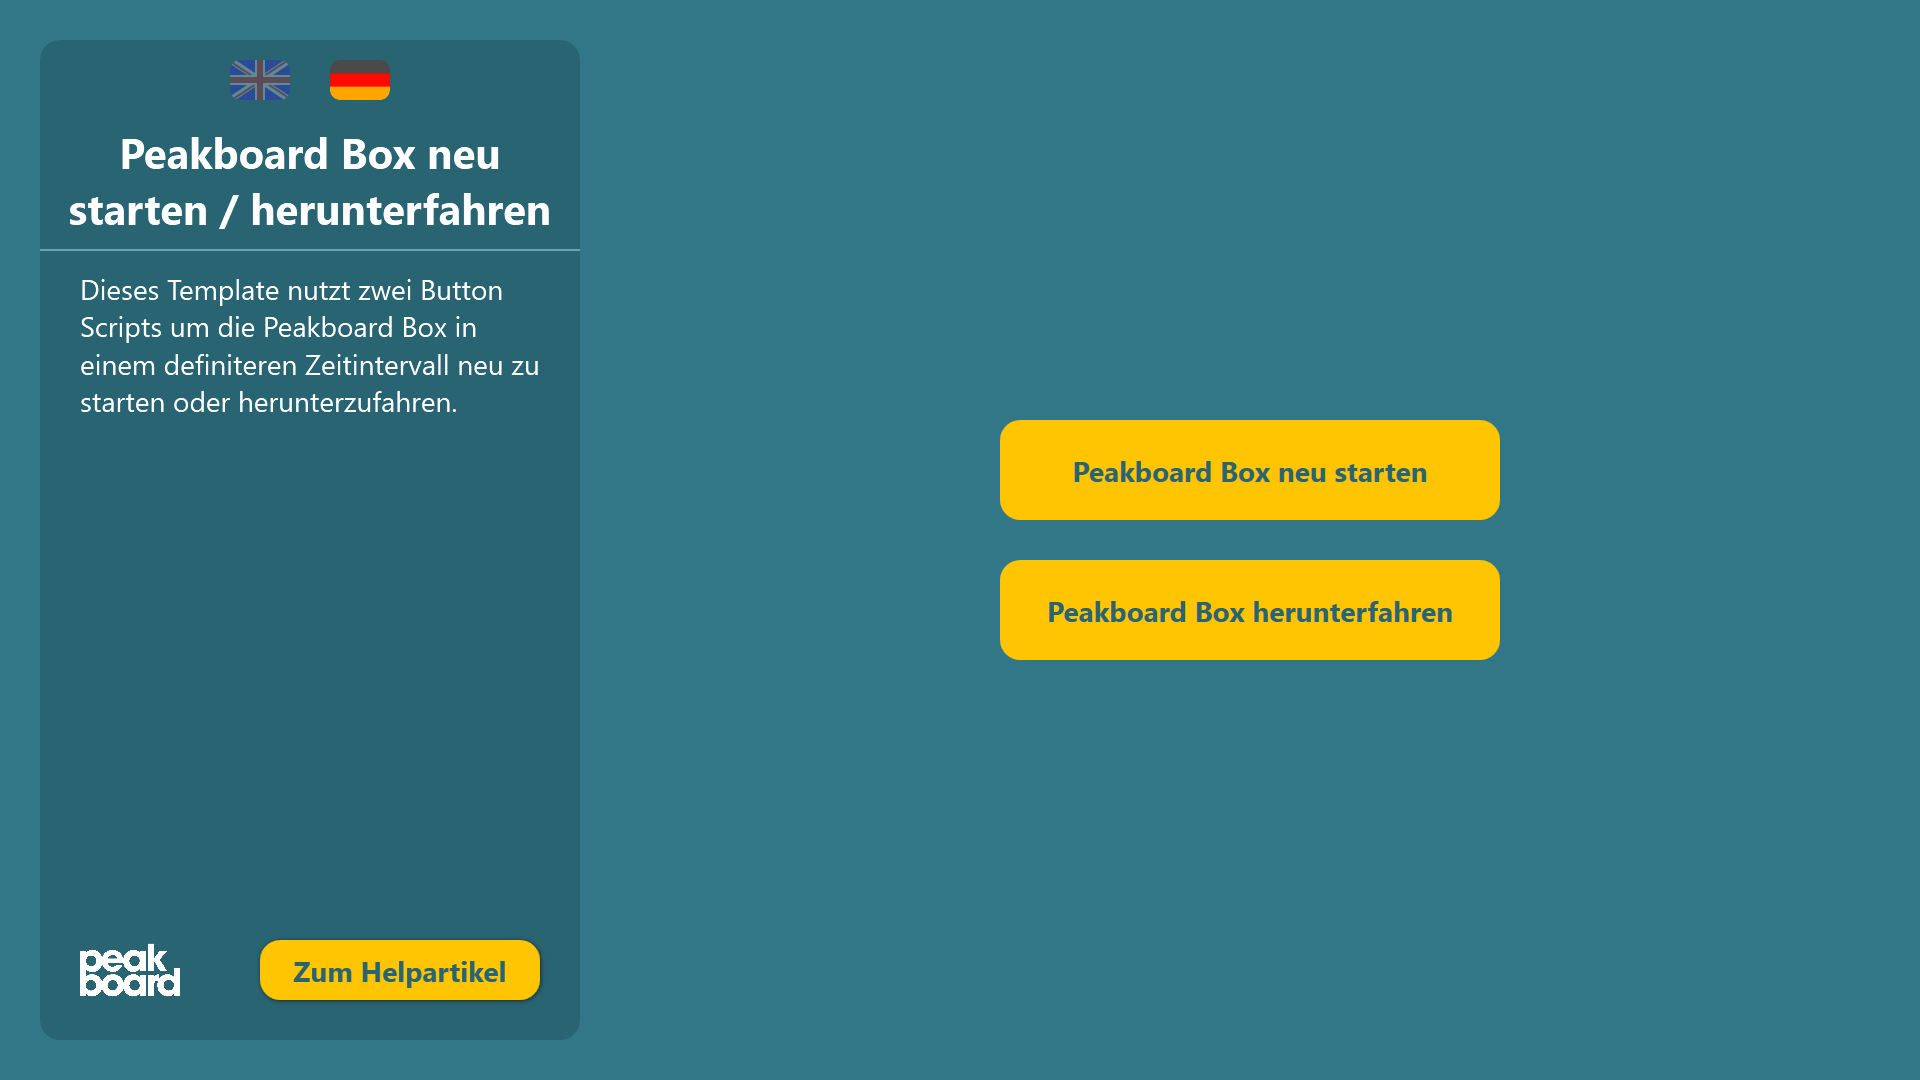 Peakboard Box neu
starten / herunterfahren
Dieses Template nutzt zwei Button
Scripts um die Peakboard Box in
einem definiteren Zeitintervall neu zu
starten oder herunterzufahren.
Peakboard Box neu starten
Peakboard Box herunterfahren
peak
board
Zum Helpartikel